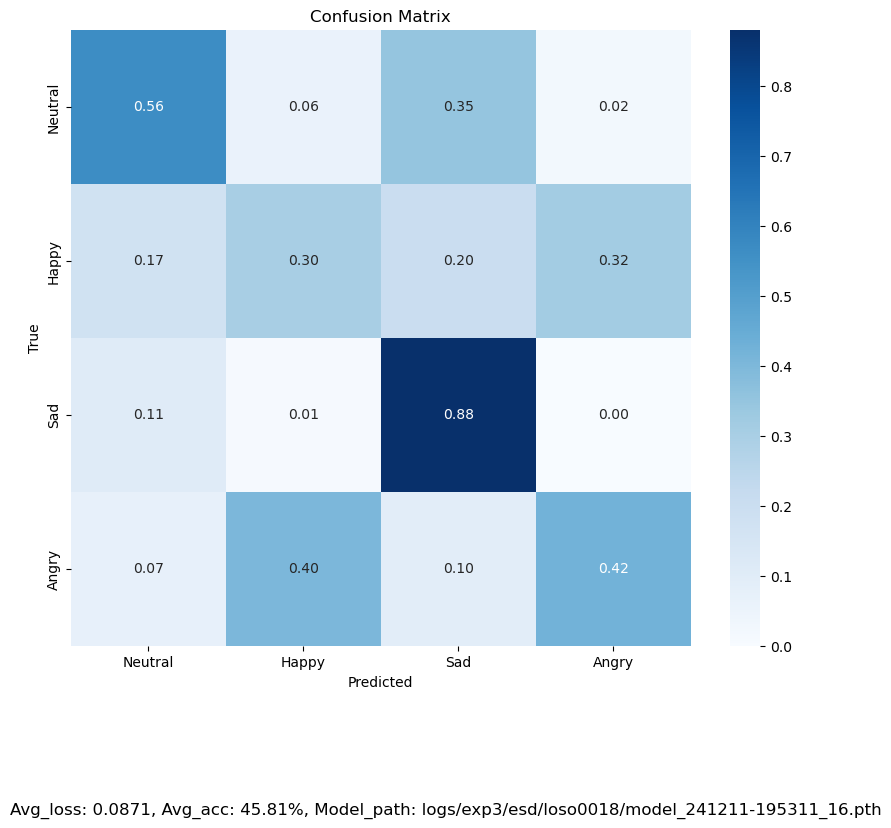 Confusion Matrix
Neutral 0.56 0.06 0.35 0.02
Happy 0.17 0.30 0.20 0.32
Sad 0.11 0.01 0.88 0.00
Angry 0.07 0.40 0.10 0.42
True
Neutral Happy Sad Angry
Predicted
0.8
0.7
0.6
0.5
0.4
0.3
0.2
0.1
0.0
Avg_loss: 0.0871, Avg_acc: 45.81%, Model_path: logs/exp3/esd/loso0018/model_241211-195311_16.pth